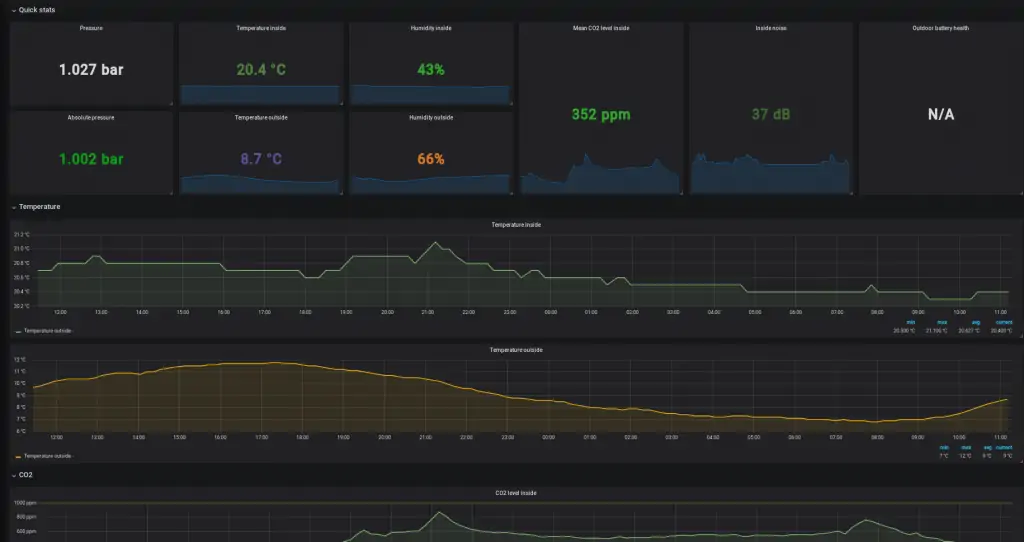 Quick stats
Pressure
Temperature inside
Humidity inside
Mean CO2 level inside
Inside noise
Outdoor battery health
1.027 bar
20.4 °C
43%
352 ppm
37 dB
N/A
Absolute pressure
Temperature outside
Humidity outside
1.002 bar
8.7 °C
66%
Temperature
Temperature inside
21.2 °C
21.0 °C
20.8 °C
20.6 °C
20.4 °C
20.2 °C
12:00 13:00 14:00 15:00 16:00 17:00 18:00 19:00 20:00 21:00 22:00 23:00 00:00 01:00 02:00 03:00 04:00 05:00 06:00 07:00 08:00 09:00 10:00 11:00
min max avg current
Temperature outside
Temperature outside
12 °C
11 °C
10 °C
9 °C
8 °C
7 °C
6 °C
12:00 13:00 14:00 15:00 16:00 17:00 18:00 19:00 20:00 21:00 22:00 23:00 00:00 01:00 02:00 03:00 04:00 05:00 06:00 07:00 08:00 09:00 10:00 11:00
min max avg current
Temperature outside 7 °C 12 °C 9 °C 9 °C
CO2
CO2 level inside
1000 ppm
800 ppm
600 ppm